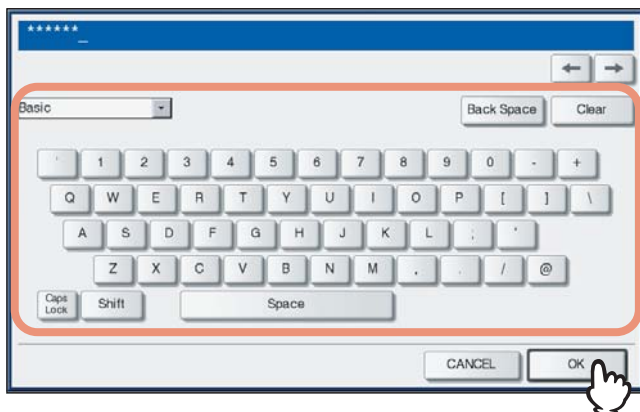 ******_
← →
Basic Back Space Clear
' 1 2 3 4 5 6 7 8 9 0 - +
Q W E R T Y U I O P [ ] \
A S D F G H J K L ; '
Z X C V B N M , . / @
Caps Lock Shift Space
CANCEL OK